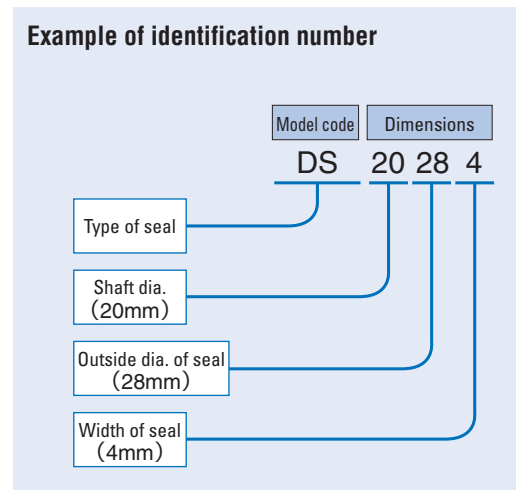 Example of identification number
Model code Dimensions
DS 20 28 4
Type of seal
Shaft dia.
（20mm）
Outside dia. of seal
（28mm）
Width of seal
（4mm）